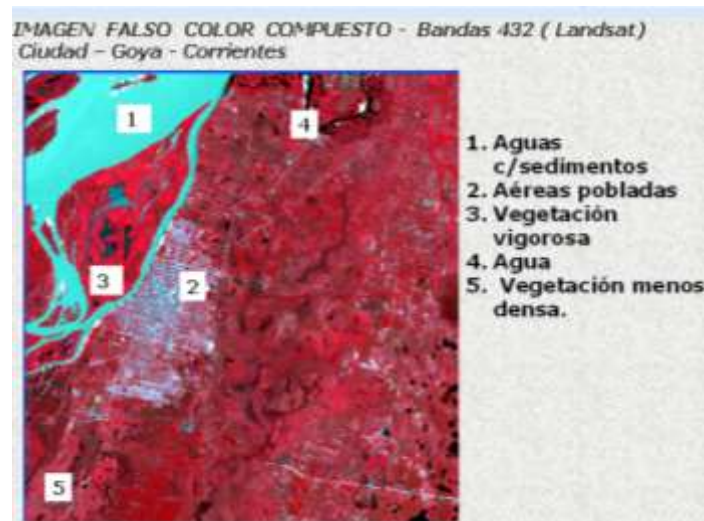 IMAGEN FALSO COLOR COMPUESTO - Bandas 432 ( Landsat )
Ciudad – Goya - Corrientes
1
4
3
2
5
1. Aguas
c/sedimentos
2. Aéreas pobladas
3. Vegetación
vigorosa
4. Agua
5. Vegetación menos
densa.